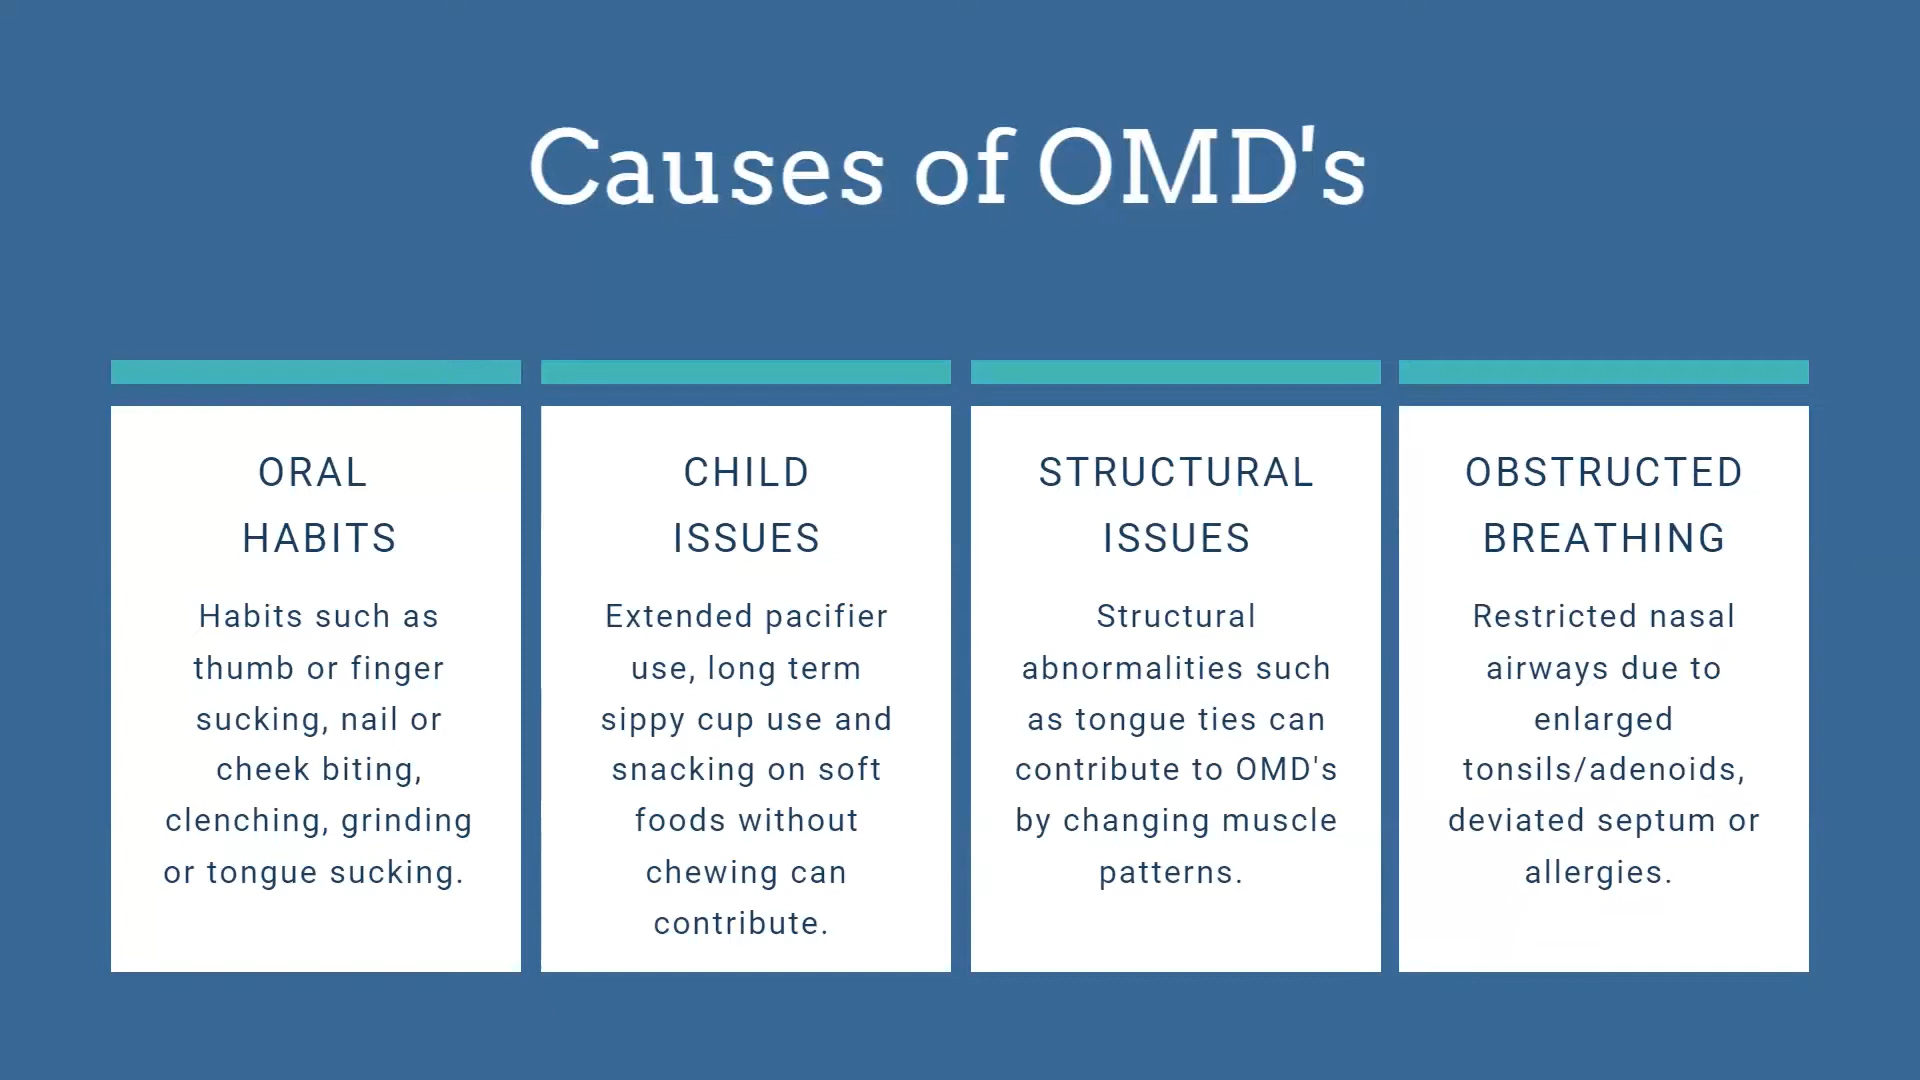 Causes of OMD's
ORAL
HABITS
Habits such as
thumb or finger
sucking, nail or
cheek biting,
clenching, grinding
or tongue sucking.
CHILD
ISSUES
Extended pacifier
use, long term
sippy cup use and
snacking on soft
foods without
chewing can
contribute.
STRUCTURAL
ISSUES
Structural
abnormalities such
as tongue ties can
contribute to OMD's
by changing muscle
patterns.
OBSTRUCTED
BREATHING
Restricted nasal
airways due to
enlarged
tonsils/adenoids,
deviated septum or
allergies.